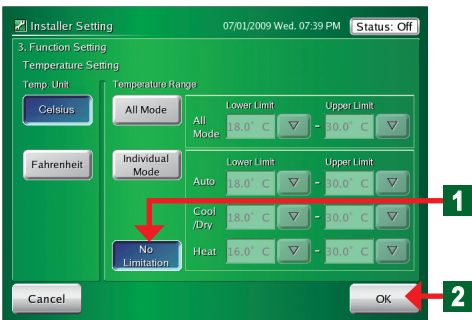 Installer Setting 07/01/2009 Wed. 07:39 PM Status: Off
3. Function Setting
Temperature Setting
Temp. Unit Temperature Range
Celsius All Mode Lower Limit Upper Limit
All
Mode 18.0° C - 30.0° C
Fahrenheit Individual
Mode Lower Limit Upper Limit
Auto 18.0° C - 30.0° C
Cool
/Dry 18.0° C - 30.0° C
1
No
Limitation Heat 16.0° C - 30.0° C
Cancel OK 2